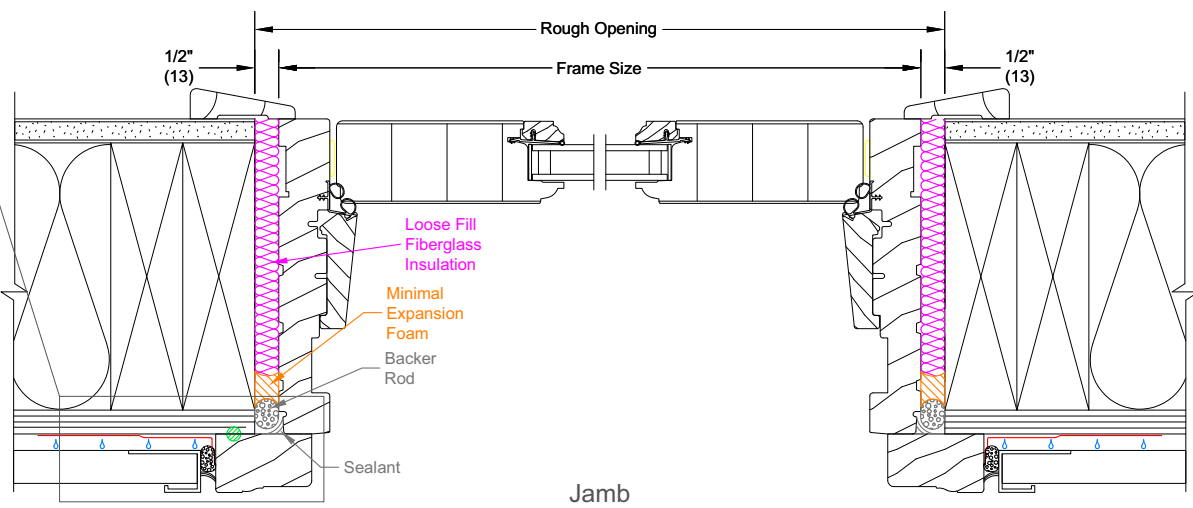 Rough Opening
1/2"
(13)
Frame Size
1/2"
(13)
Loose Fill
Fiberglass
Insulation
Minimal
Expansion
Foam
Backer
Rod
Sealant
Jamb